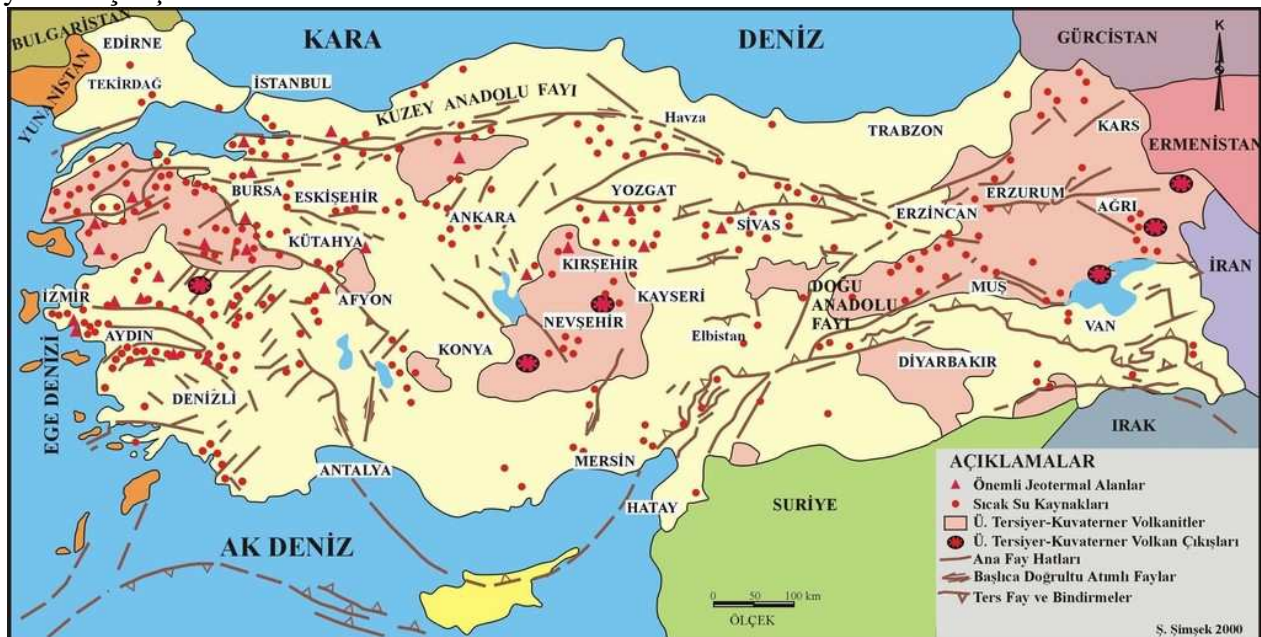 BULGARİSTAN
EDİRNE
KARA
DENİZ
GÜRCİSTAN
K
TEKİRDAĞ
İSTANBUL
YUNANİSTAN
KUZEY ANADOLU FAYI
Havza
TRABZON
KARS
ERMENİSTAN
BURSA
ESKİŞEHİR
YOZGAT
ANKARA
SİVAS
ERZİNCAN
ERZURUM
AĞRI
KÜTAHYA
KIRŞEHİR
İRAN
İZMİR
AFYON
KAYSERİ
DOĞU
ANADOLU
FAYI
MUŞ
NEVŞEHİR
VAN
AYDIN
KONYA
Elbistan
DİYARBAKIR
EGE DENİZİ
DENİZLİ
IRAK
ANTALYA
MERSİN
HATAY
SURİYE
AK DENİZ
AÇIKLAMALAR
Önemli Jeotermal Alanlar
Sıcak Su Kaynakları
Ü. Tersiyer-Kuvaterner Volkanitler
Ü. Tersiyer-Kuvaterner Volkan Çıkışları
Ana Fay Hatları
Başlıca Doğrultu Atımlı Faylar
Ters Fay ve Bindirmeler
0 50 100 km
ÖLÇEK
Ş. Şimşek 2000